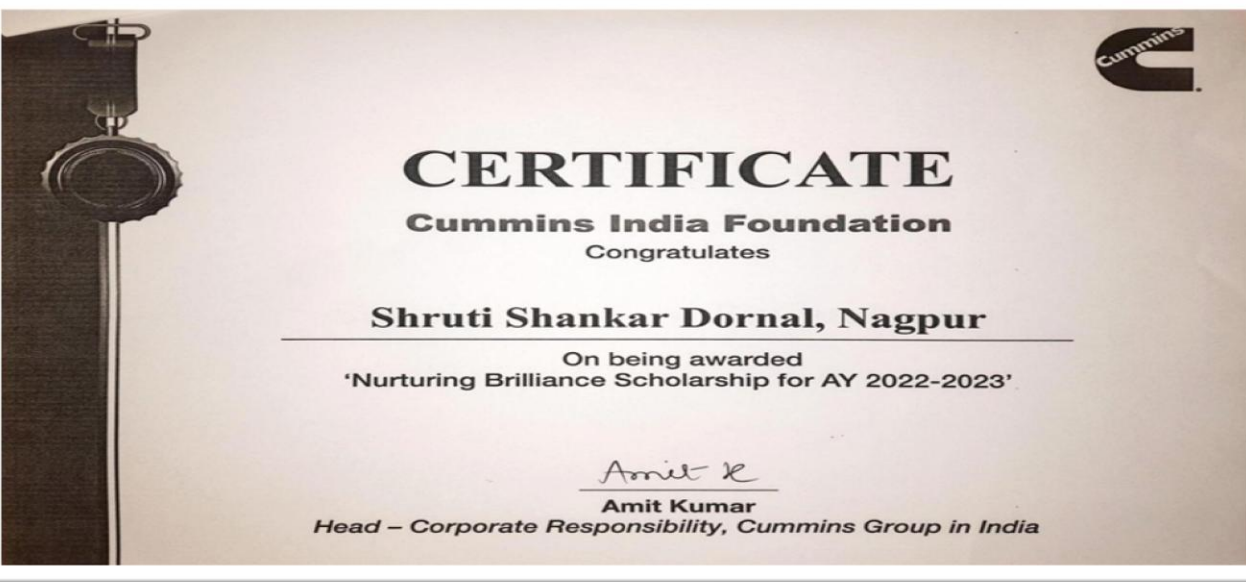 Cummins
CERTIFICATE
Cummins India Foundation
Congratulates
Shruti Shankar Dornal, Nagpur
On being awarded
‘Nurturing Brilliance Scholarship for AY 2022-2023’
Amit K
Amit Kumar
Head – Corporate Responsibility, Cummins Group in India